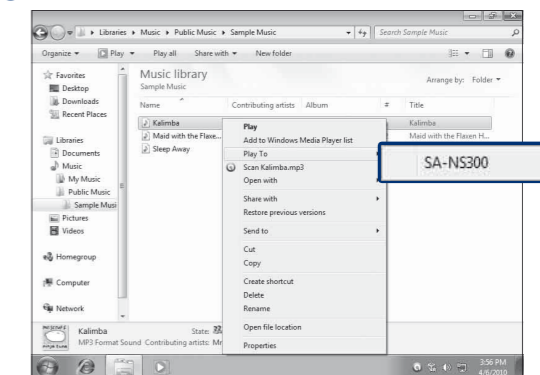 Libraries Music Public Music Sample Music Search Sample Music
Organize Play Play all Share with New folder
Favorites
Desktop
Downloads
Recent Places
Libraries
Documents
Music
My Music
Public Music
Sample Musi
Pictures
Videos
Homegroup
Computer
Network
Music library
Sample Music
Arrange by: Folder
Name Contributing artists Album # Title
Kalimba Kalimba
Maid with the Flaxe... Maid with the Flaxen H...
Sleep Away
Play
Add to Windows Media Player list
Play To
SA-NS300
Scan Kalimba.mp3
Open with
Share with
Restore previous versions
Send to
Cut
Copy
Create shortcut
Delete
Rename
Open file location
Properties
Kalimba State:
MP3 Format Sound Contributing artists: Mr
3:56 PM
4/6/2010